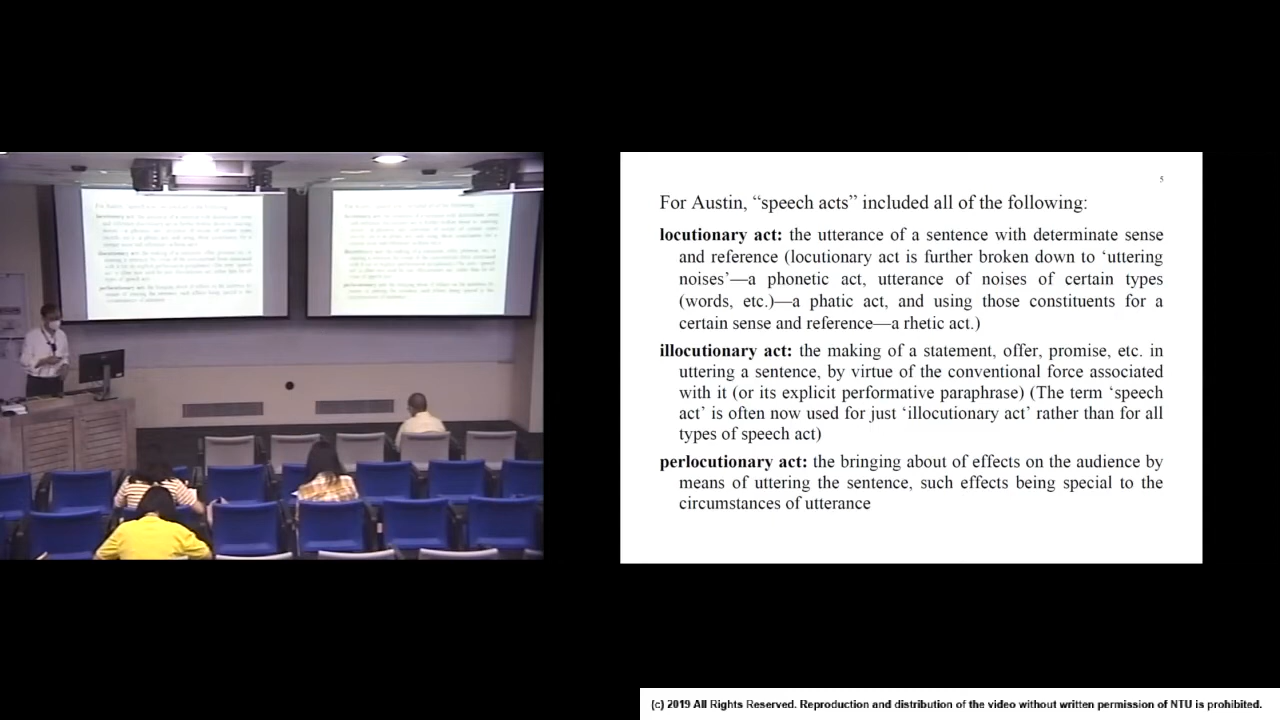 5
For Austin, “speech acts” included all of the following:
locutionary act: the utterance of a sentence with determinate sense
and reference (locutionary act is further broken down to ‘uttering
noises’—a phonetic act, utterance of noises of certain types
(words, etc.)—a phatic act, and using those constituents for a
certain sense and reference—a rhetic act.)
illocutionary act: the making of a statement, offer, promise, etc. in
uttering a sentence, by virtue of the conventional force associated
with it (or its explicit performative paraphrase) (The term ‘speech
act’ is often now used for just ‘illocutionary act’ rather than for all
types of speech act)
perlocutionary act: the bringing about of effects on the audience by
means of uttering the sentence, such effects being special to the
circumstances of utterance
(c) 2019 All Rights Reserved. Reproduction and distribution of the video without written permission of NTU is prohibited.